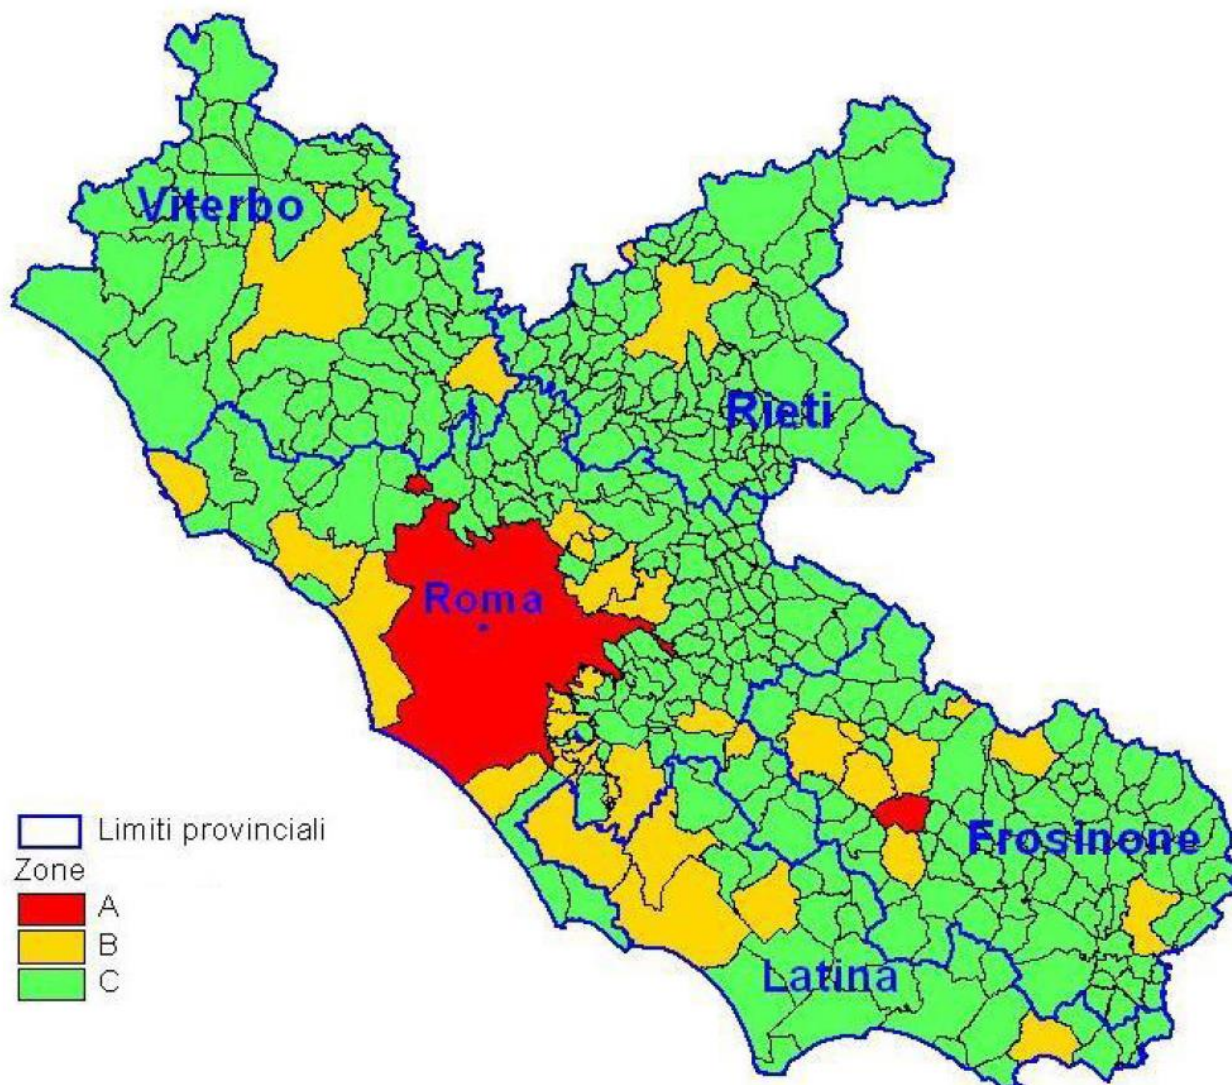 Viterbo
Rieti
Roma
Frosinone
Latina
Limiti provinciali
Zone
A
B
C